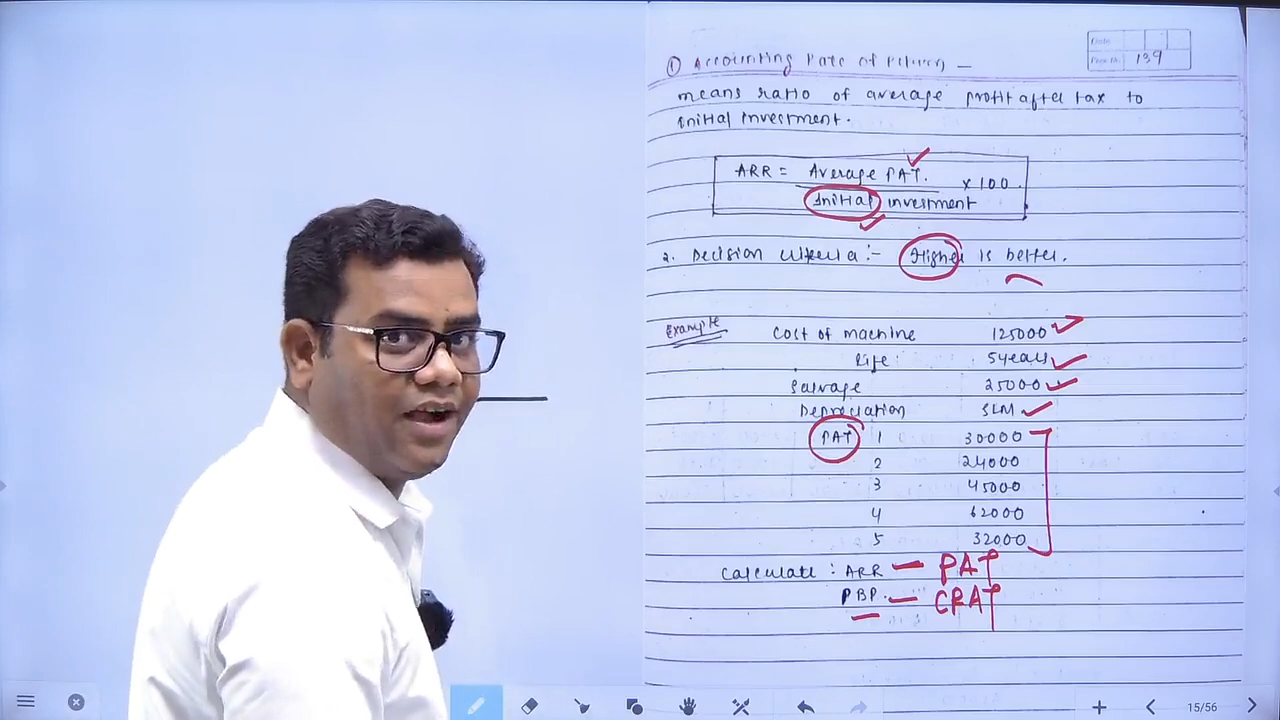 Date
Page No. 139
① Accounting Rate of Return —
means ratio of average profit after tax to
initial investment.
ARR = Average PAT. × 100
Initial investment
2. Decision criteria :- Higher is better.
Example
Cost of machine 125000
Life: 5 years
Salvage 25000
Depreciation SLM
PAT 1 30000
2 24000
3 45000
4 62000
5 32000
Calculate : ARR — PAT
PBP. — CFAT
15/56